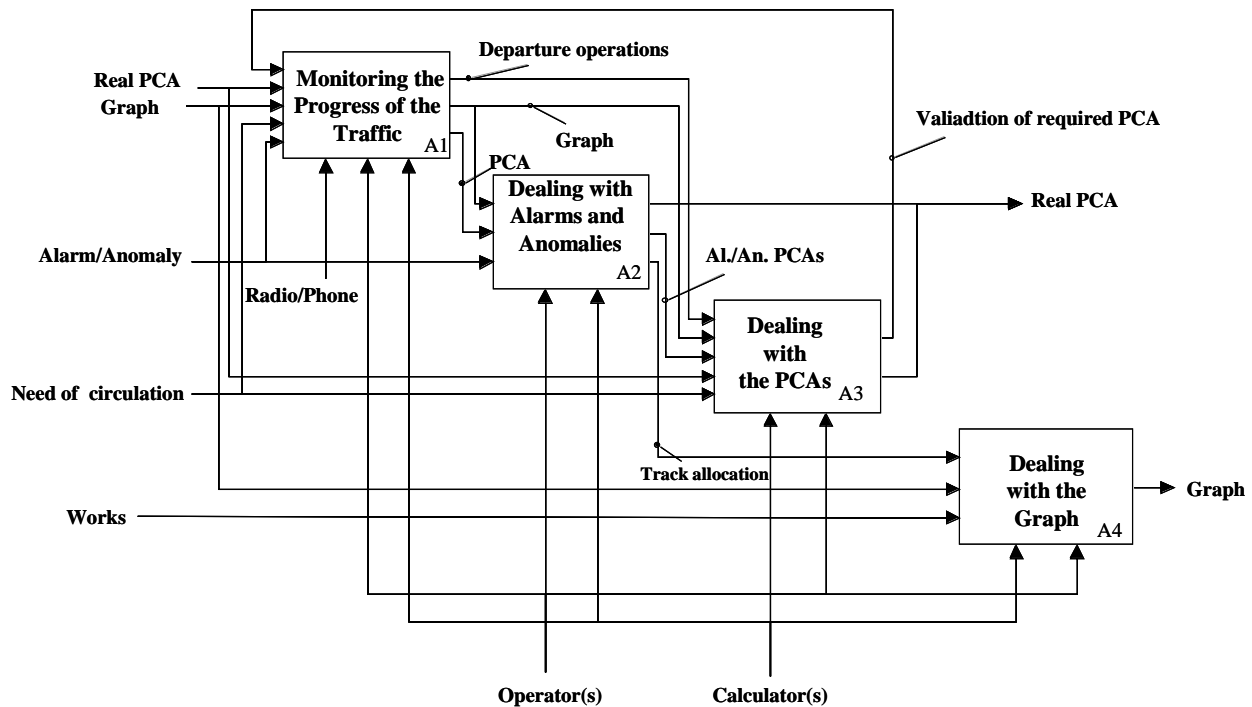 Departure operations
Real PCA
Graph
Monitoring the
Progress of the
Traffic
A1
Graph
Valiadtion of required PCA
PCA
Dealing with
Alarms and
Anomalies
A2
Real PCA
Alarm/Anomaly
Radio/Phone
Al./An. PCAs
Dealing
with
the PCAs
A3
Need of circulation
Track allocation
Dealing
with the
Graph
A4
Graph
Works
Operator(s)
Calculator(s)